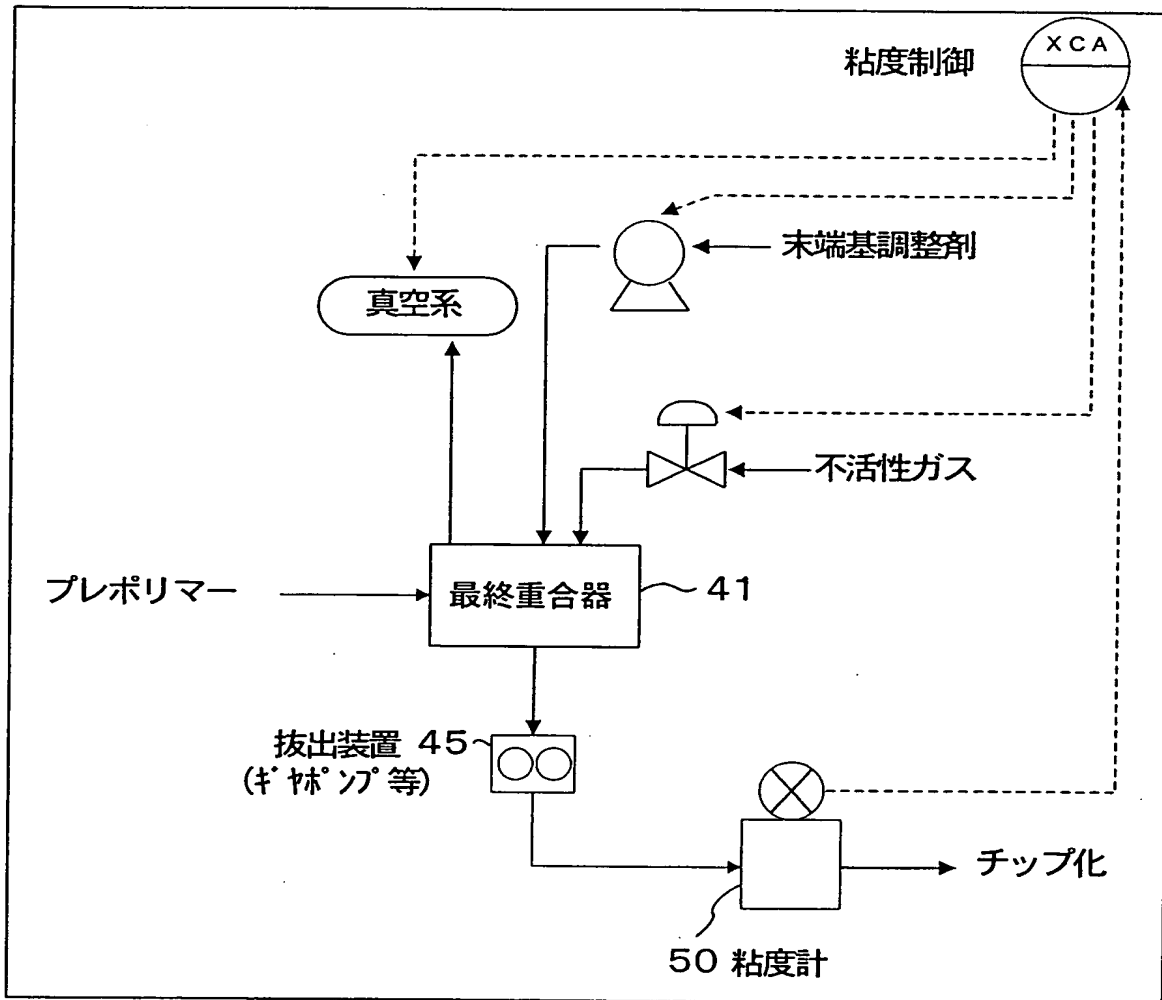 XCA
粘度制御
末端基調整剤
真空系
不活性ガス
プレポリマー
最終重合器
41
抜出装置 45
(ｷﾞﾔﾎﾟﾝﾌﾟ等)
チップ化
50 粘度計